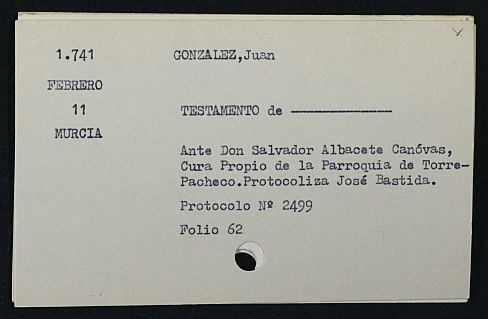 1.741
GONZALEZ,Juan
FEBRERO
11
TESTAMENTO de ----------------
MURCIA
Ante Don Salvador Albacete Canóvas,
Cura Propio de la Parroquia de Torre-
Pacheco.Protocoliza José Bastida.
Protocolo Nº 2499
Folio 62